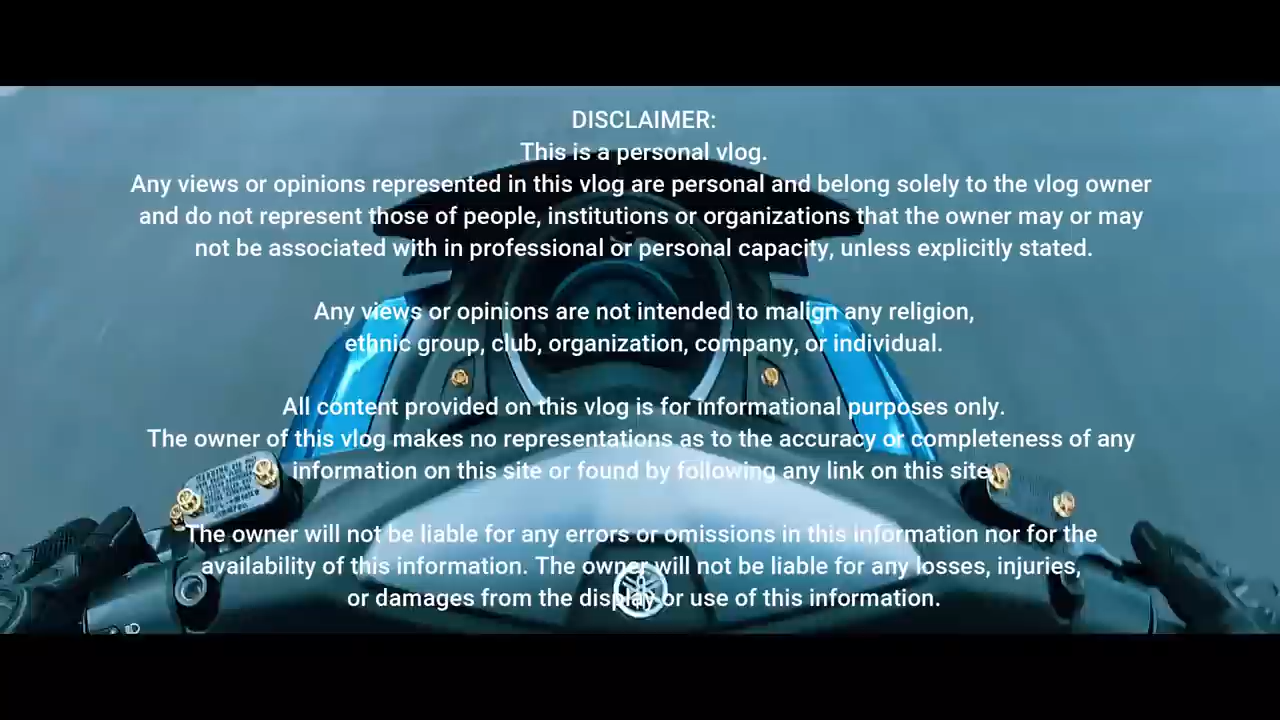 DISCLAIMER:
This is a personal vlog.
Any views or opinions represented in this vlog are personal and belong solely to the vlog owner
and do not represent those of people, institutions or organizations that the owner may or may
not be associated with in professional or personal capacity, unless explicitly stated.
Any views or opinions are not intended to malign any religion,
ethnic group, club, organization, company, or individual.
All content provided on this vlog is for informational purposes only.
The owner of this vlog makes no representations as to the accuracy or completeness of any
information on this site or found by following any link on this site.
The owner will not be liable for any errors or omissions in this information nor for the
availability of this information. The owner will not be liable for any losses, injuries,
or damages from the display or use of this information.